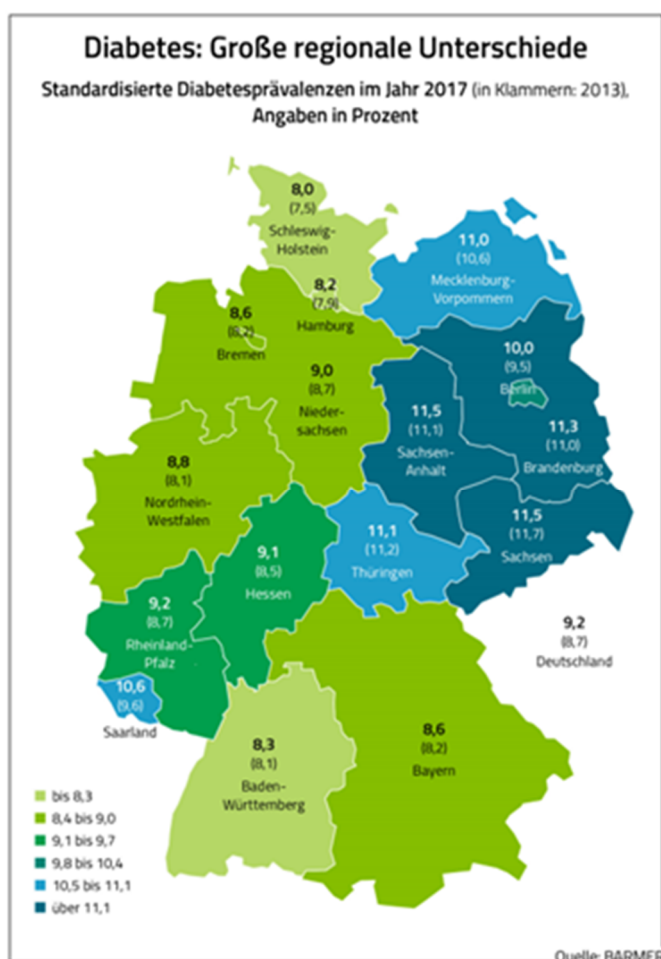 Diabetes: Große regionale Unterschiede
Standardisierte Diabetesprävalenzen im Jahr 2017 (in Klammern: 2013),
Angaben in Prozent
8,0
(7,5)
Schleswig-
Holstein
8,2
(7,9)
Hamburg
11,0
(10,6)
Mecklenburg-
Vorpommern
8,6
(8,2)
Bremen
9,0
(8,7)
Nieder-
sachsen
10,0
(9,5)
Berlin
11,5
(11,1)
Sachsen-
Anhalt
11,3
(11,0)
Brandenburg
8,8
(8,1)
Nordrhein-
Westfalen
9,1
(8,5)
Hessen
11,1
(11,2)
Thüringen
11,5
(11,7)
Sachsen
9,2
(8,7)
Rheinland-
Pfalz
9,2
(8,7)
Deutschland
10,6
(9,6)
Saarland
8,3
(8,1)
Baden-
Württemberg
8,6
(8,2)
Bayern
bis 8,3
8,4 bis 9,0
9,1 bis 9,7
9,8 bis 10,4
10,5 bis 11,1
über 11,1
Quelle: BARMER